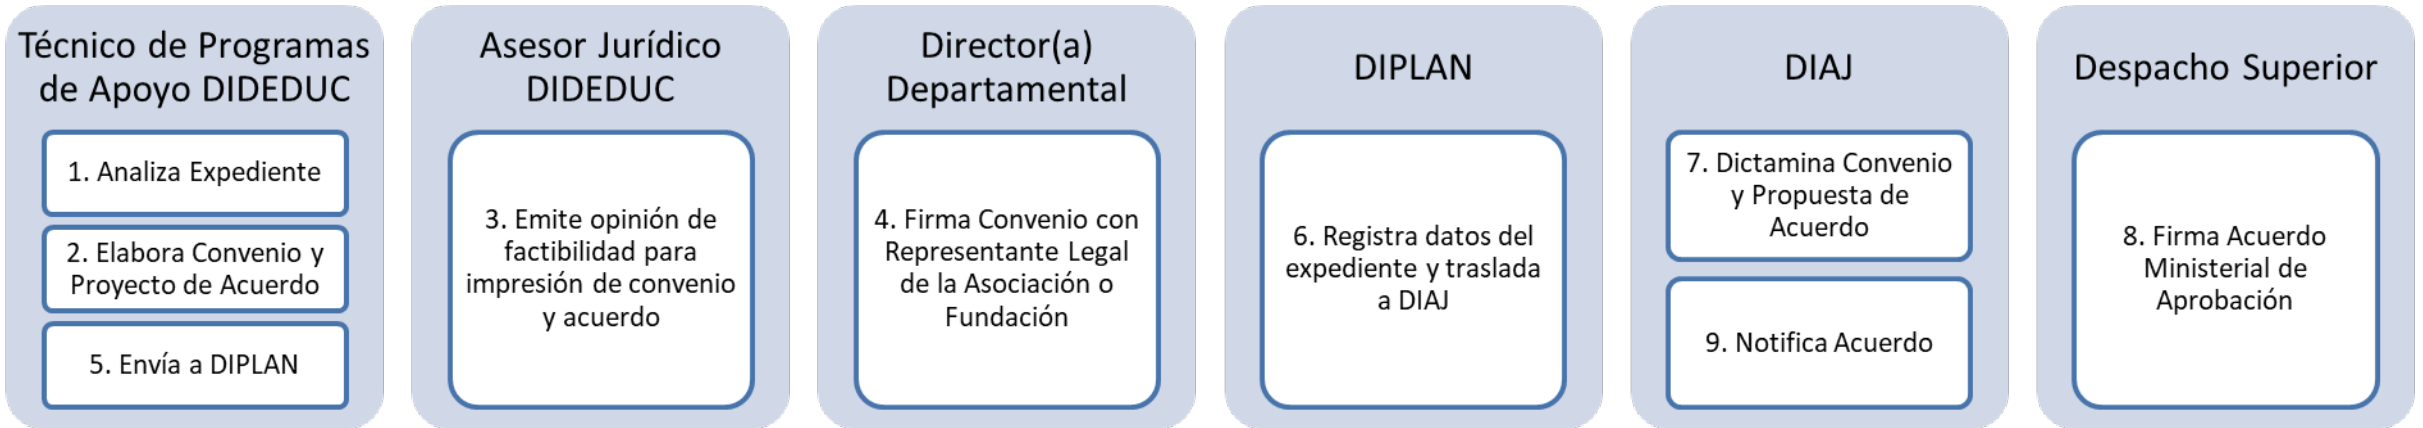 Técnico de Programas
de Apoyo DIDEDUC
1. Analiza Expediente
2. Elabora Convenio y
Proyecto de Acuerdo
5. Envía a DIPLAN
Asesor Jurídico
DIDEDUC
3. Emite opinión de
factibilidad para
impresión de convenio
y acuerdo
Director(a)
Departamental
4. Firma Convenio con
Representante Legal
de la Asociación o
Fundación
DIPLAN
6. Registra datos del
expediente y traslada
a DIAJ
DIAJ
7. Dictamina Convenio
y Propuesta de
Acuerdo
9. Notifica Acuerdo
Despacho Superior
8. Firma Acuerdo
Ministerial de
Aprobación